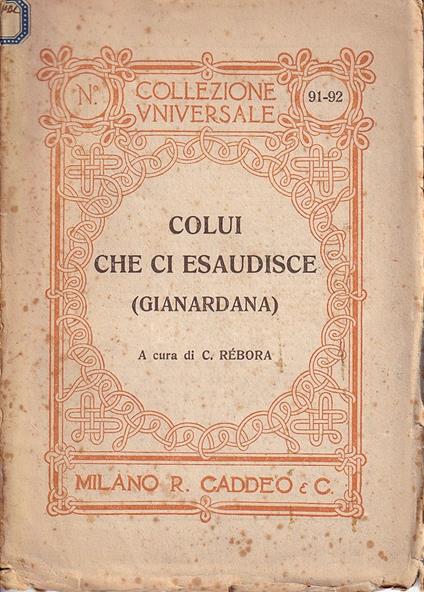 N.º
COLLEZIONE
VNIVERSALE
91-92
COLUI
CHE CI ESAUDISCE
(GIANARDANA)
A cura di C. RÉBORA
MILANO R. CADDEO & C.